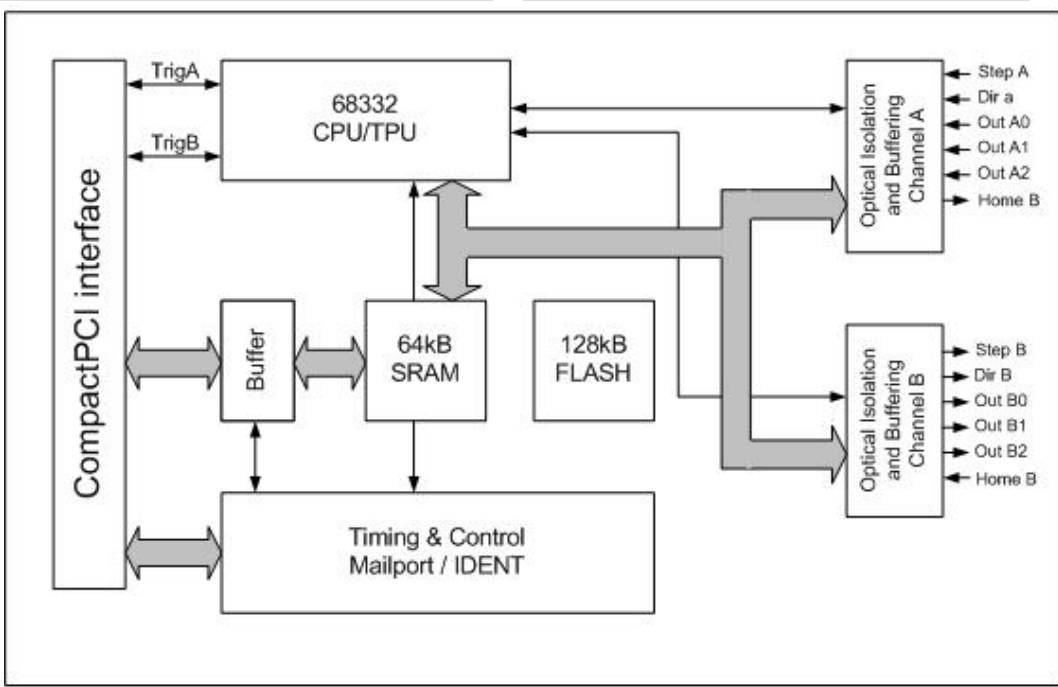 CompactPCI interface
TrigA
TrigB
68332
CPU/TPU
Buffer
64kB
SRAM
128kB
FLASH
Timing & Control
Mailport / IDENT
Optical Isolation
and Buffering
Channel A
Step A
Dir a
Out A0
Out A1
Out A2
Home B
Optical Isolation
and Buffering
Channel B
Step B
Dir B
Out B0
Out B1
Out B2
Home B